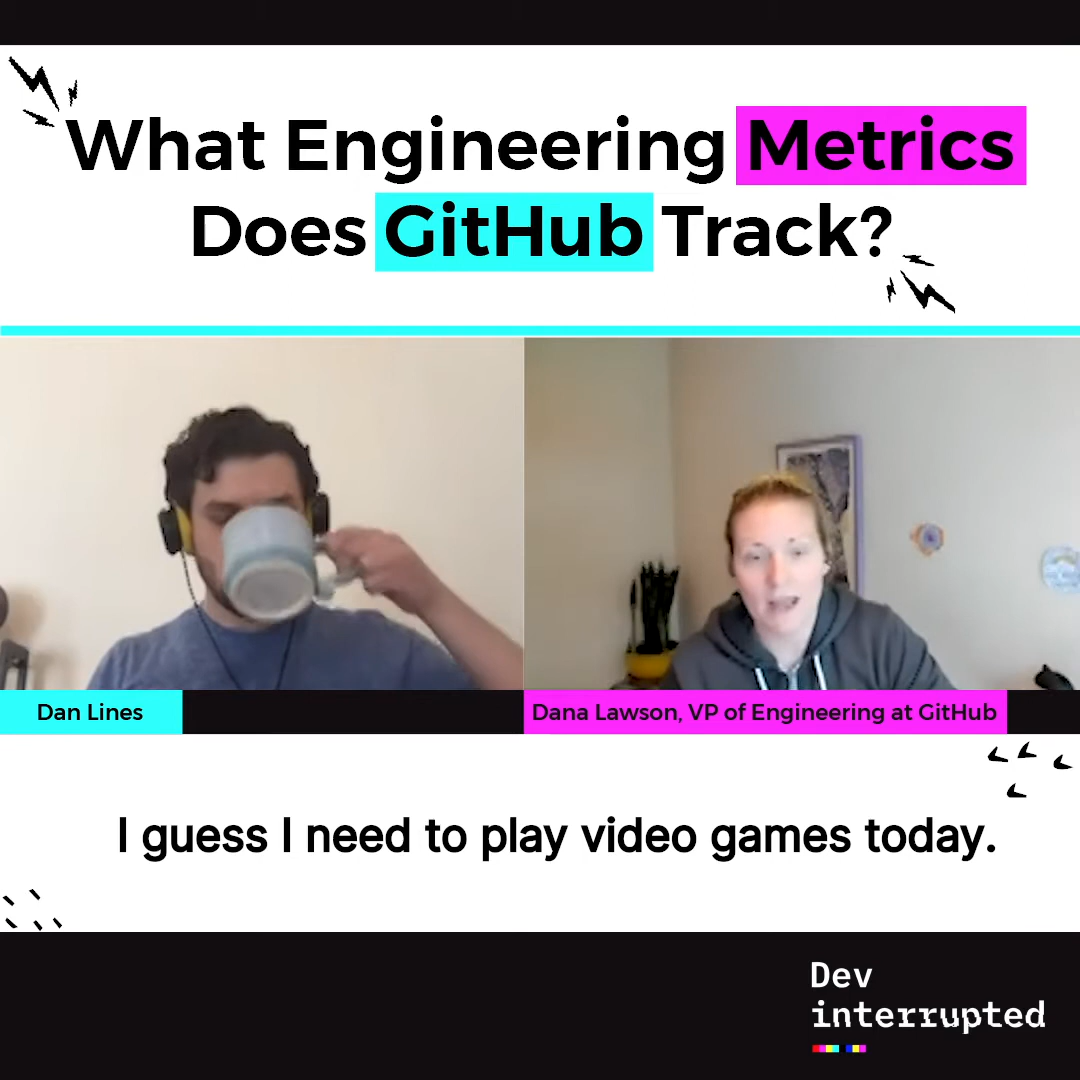 What Engineering Metrics
Does GitHub Track?
Dan Lines
Dana Lawson, VP of Engineering at GitHub
I guess I need to play video games today.
Dev
interrupted